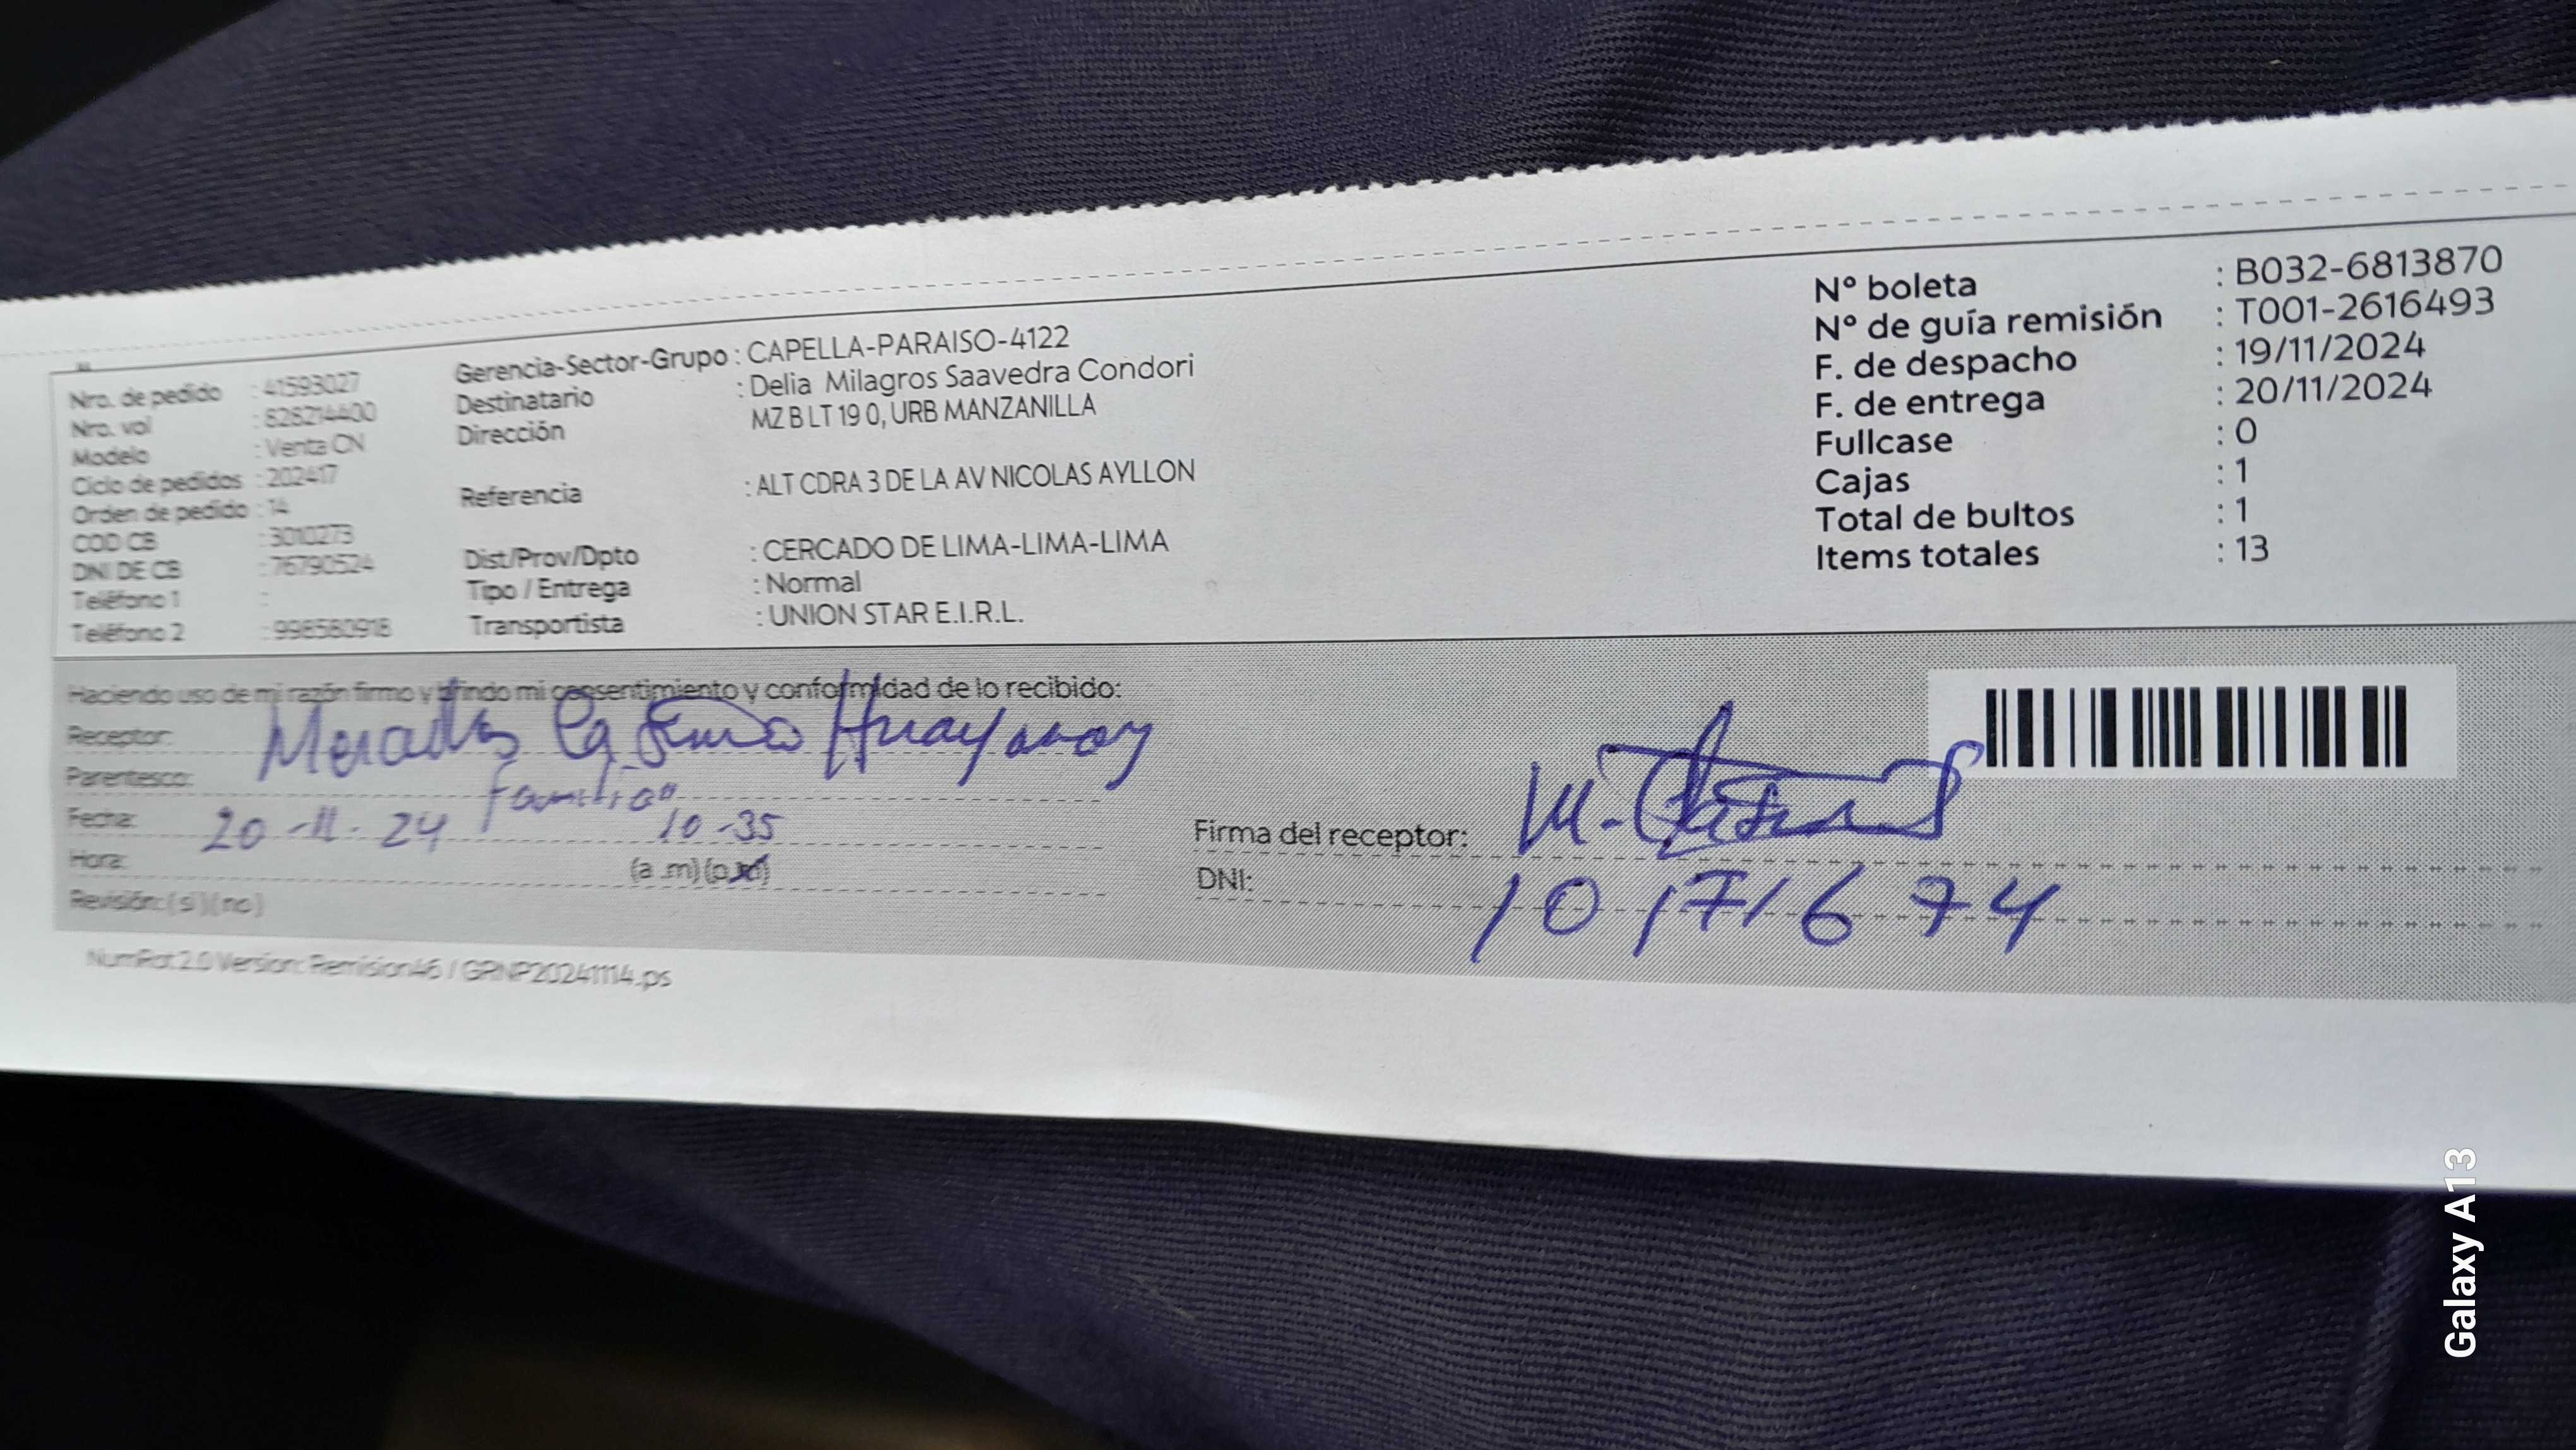 Nro. de pedido : 41593027
Nro. vol : 828214400
Modelo : Venta CN
Ciclo de pedidos : 202417
Orden de pedido : 14
COD CB : 3010273
DNI DE CB : 76790524
Teléfono 1 :
Teléfono 2 : 998580918
Gerencia-Sector-Grupo : CAPELLA-PARAISO-4122
Destinatario : Delia Milagros Saavedra Condori
Dirección MZ B LT 19 0, URB MANZANILLA
Referencia : ALT CDRA 3 DE LA AV NICOLAS AYLLON
Dist/Prov/Dpto : CERCADO DE LIMA-LIMA-LIMA
Tipo / Entrega : Normal
Transportista : UNION STAR E.I.R.L.
N° boleta : B032-6813870
N° de guía remisión : T001-2616493
F. de despacho : 19/11/2024
F. de entrega : 20/11/2024
Fullcase : 0
Cajas : 1
Total de bultos : 1
Items totales : 13
Haciendo uso de mi razón firmo y brindo mi consentimiento y conformidad de lo recibido:
Receptor:
Parentesco: familiar
Fecha: 20-11-24
Hora: 10-35 (a .m) (p.m)
Revisión: ( si ) ( no )
Firma del receptor:
DNI: 10171674
NumRot 2.0 Version: Remision46 / GRNP20241114.ps
Galaxy A13